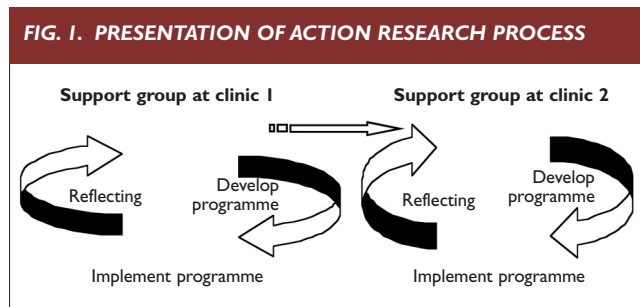 FIG. 1. PRESENTATION OF ACTION RESEARCH PROCESS
Support group at clinic 1
Support group at clinic 2
Reflecting
Develop
programme
Implement programme
Reflecting
Develop
programme
Implement programme